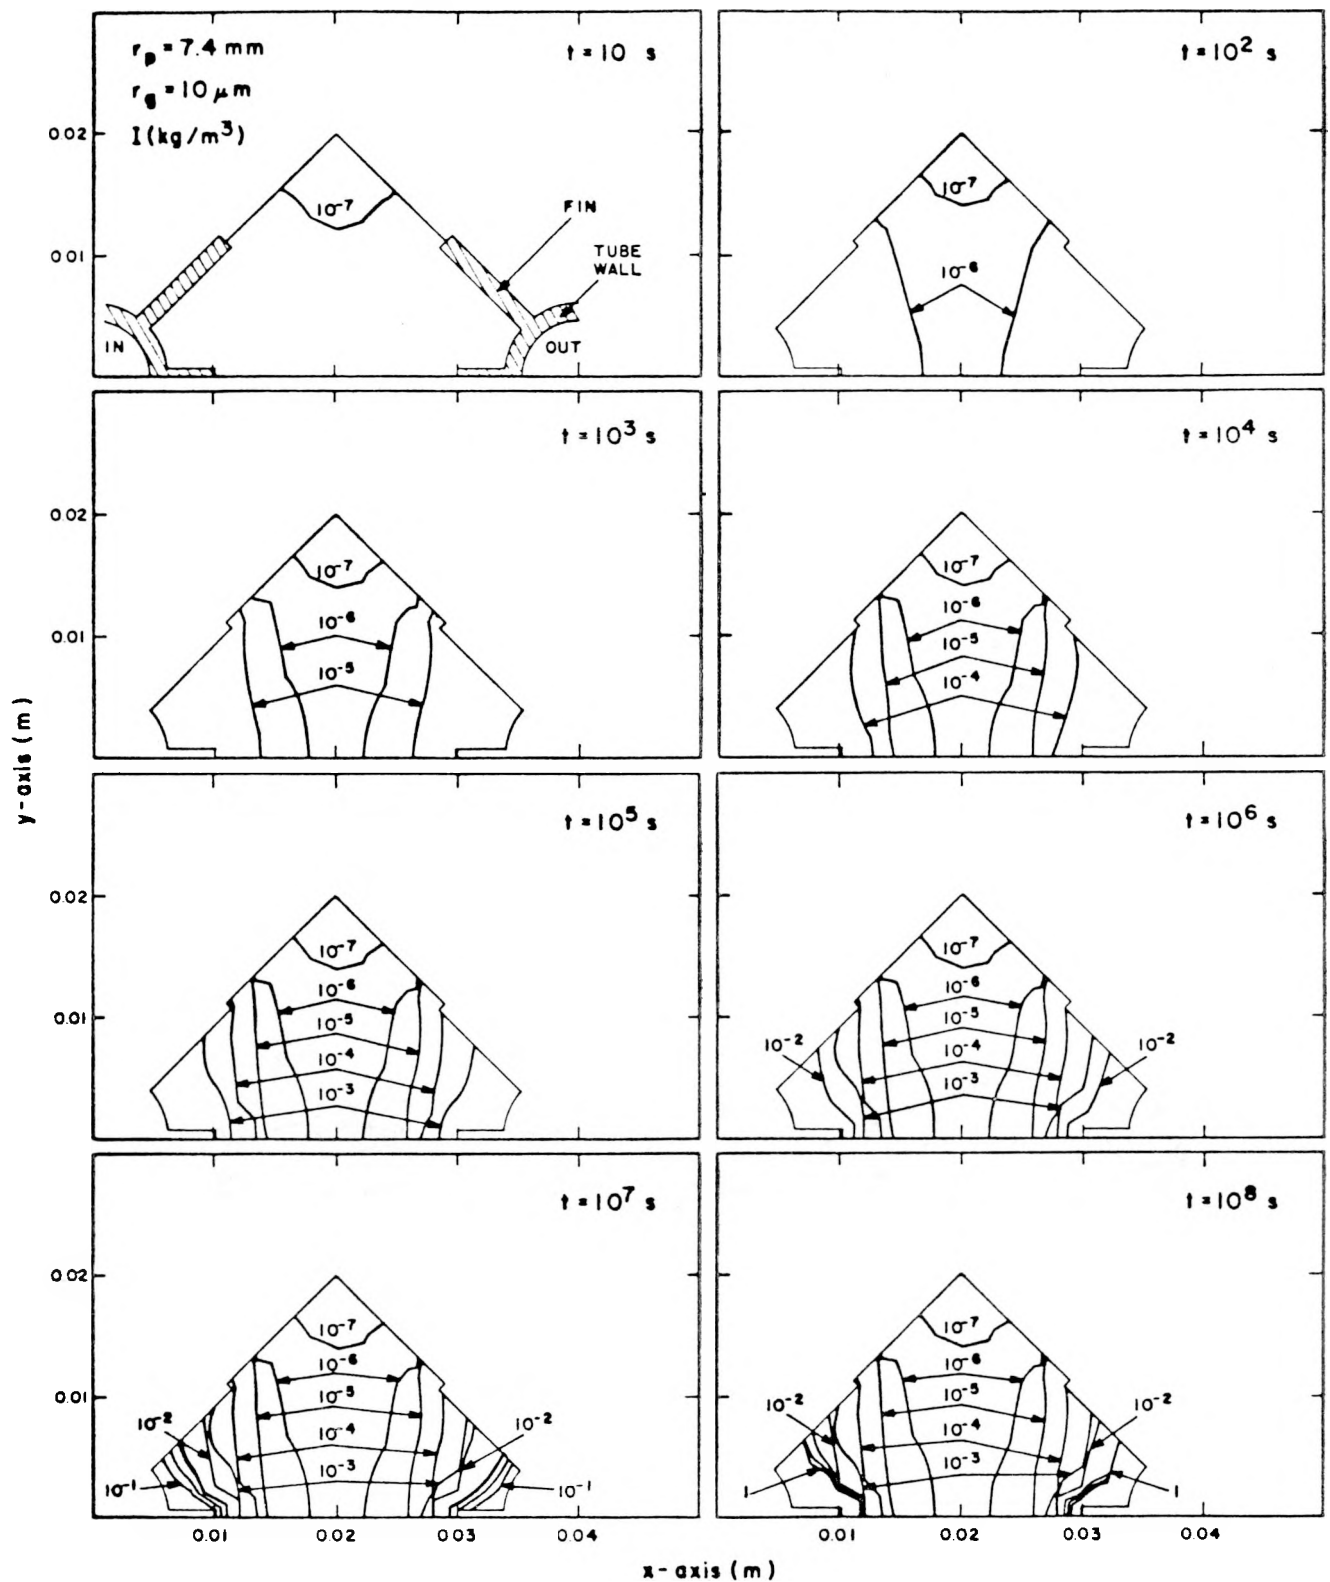 r_p = 7.4 mm
r_g = 10 μm
I (kg/m³)
t = 10 s
0.02
0.01
10⁻⁷
FIN
TUBE
WALL
IN
OUT
t = 10² s
10⁻⁷
10⁻⁶
t = 10³ s
0.02
0.01
10⁻⁷
10⁻⁶
10⁻⁵
t = 10⁴ s
10⁻⁷
10⁻⁶
10⁻⁵
10⁻⁴
y-axis (m)
t = 10⁵ s
0.02
0.01
10⁻⁷
10⁻⁶
10⁻⁵
10⁻⁴
10⁻³
t = 10⁶ s
10⁻⁷
10⁻⁶
10⁻⁵
10⁻²
10⁻⁴
10⁻²
10⁻³
t = 10⁷ s
0.02
0.01
10⁻⁷
10⁻⁶
10⁻⁵
10⁻²
10⁻⁴
10⁻²
10⁻³
10⁻¹
10⁻¹
0.01 0.02 0.03 0.04
t = 10⁸ s
10⁻⁷
10⁻⁶
10⁻⁵
10⁻²
10⁻⁴
10⁻²
10⁻³
1
1
0.01 0.02 0.03 0.04
x-axis (m)